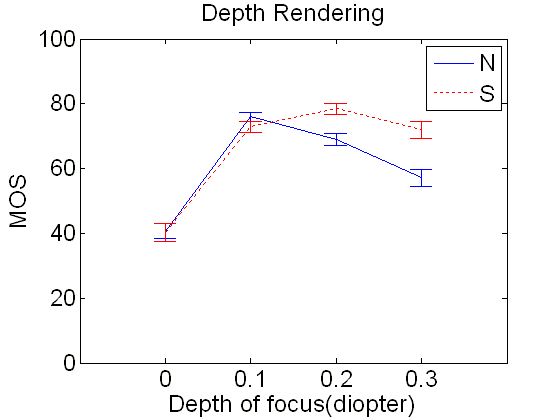 Depth Rendering
100
80
60
40
20
0
MOS
N
S
0 0.1 0.2 0.3
Depth of focus(diopter)